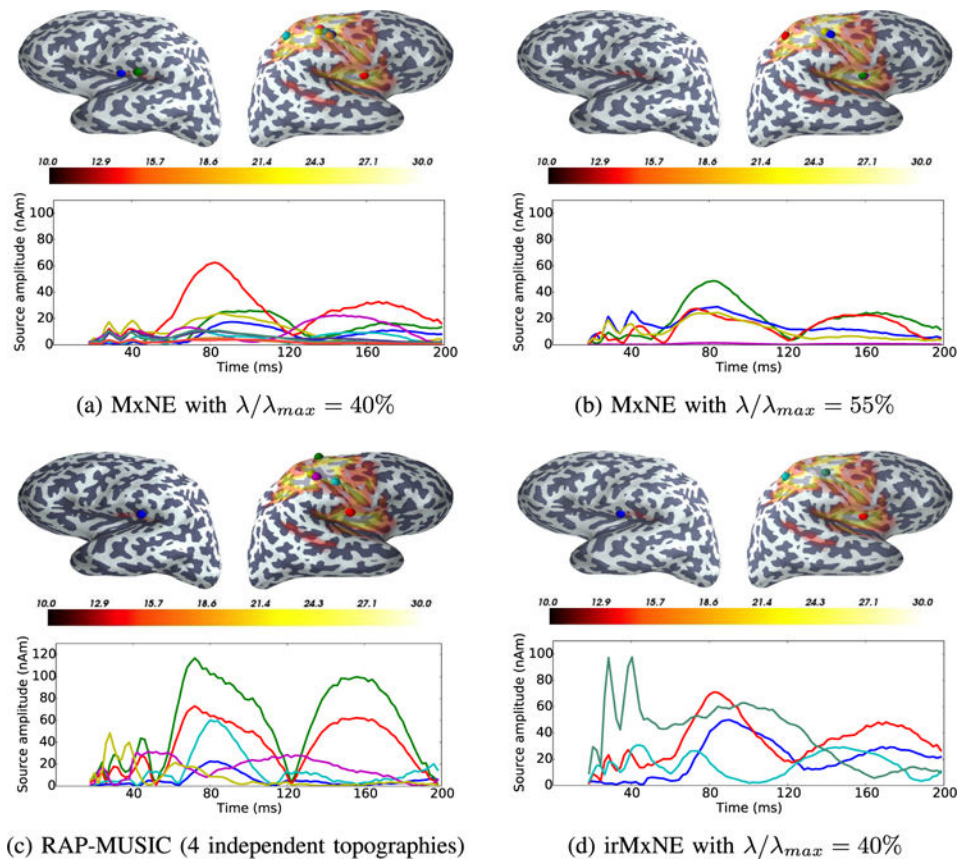 10.0 12.9 15.7 18.6 21.4 24.3 27.1 30.0
Source amplitude (nAm)
100
80
60
40
20
0
40 80 120 160 200
Time (ms)
(a) MxNE with λ/λmax = 40%
10.0 12.9 15.7 18.6 21.4 24.3 27.1 30.0
Source amplitude (nAm)
100
80
60
40
20
0
40 80 120 160 200
Time (ms)
(b) MxNE with λ/λmax = 55%
10.0 12.9 15.7 18.6 21.4 24.3 27.1 30.0
Source amplitude (nAm)
120
100
80
60
40
20
0
40 80 120 160 200
Time (ms)
(c) RAP-MUSIC (4 independent topographies)
10.0 12.9 15.7 18.6 21.4 24.3 27.1 30.0
Source amplitude (nAm)
100
80
60
40
20
0
40 80 120 160 200
Time (ms)
(d) irMxNE with λ/λmax = 40%